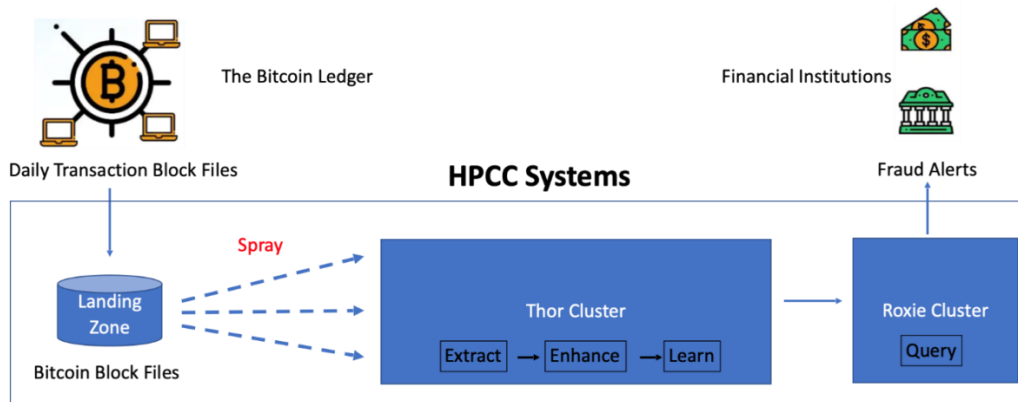 The Bitcoin Ledger
Financial Institutions
Daily Transaction Block Files
Fraud Alerts
HPCC Systems
Spray
Landing
Zone
Thor Cluster
Extract
Enhance
Learn
Roxie Cluster
Query
Bitcoin Block Files